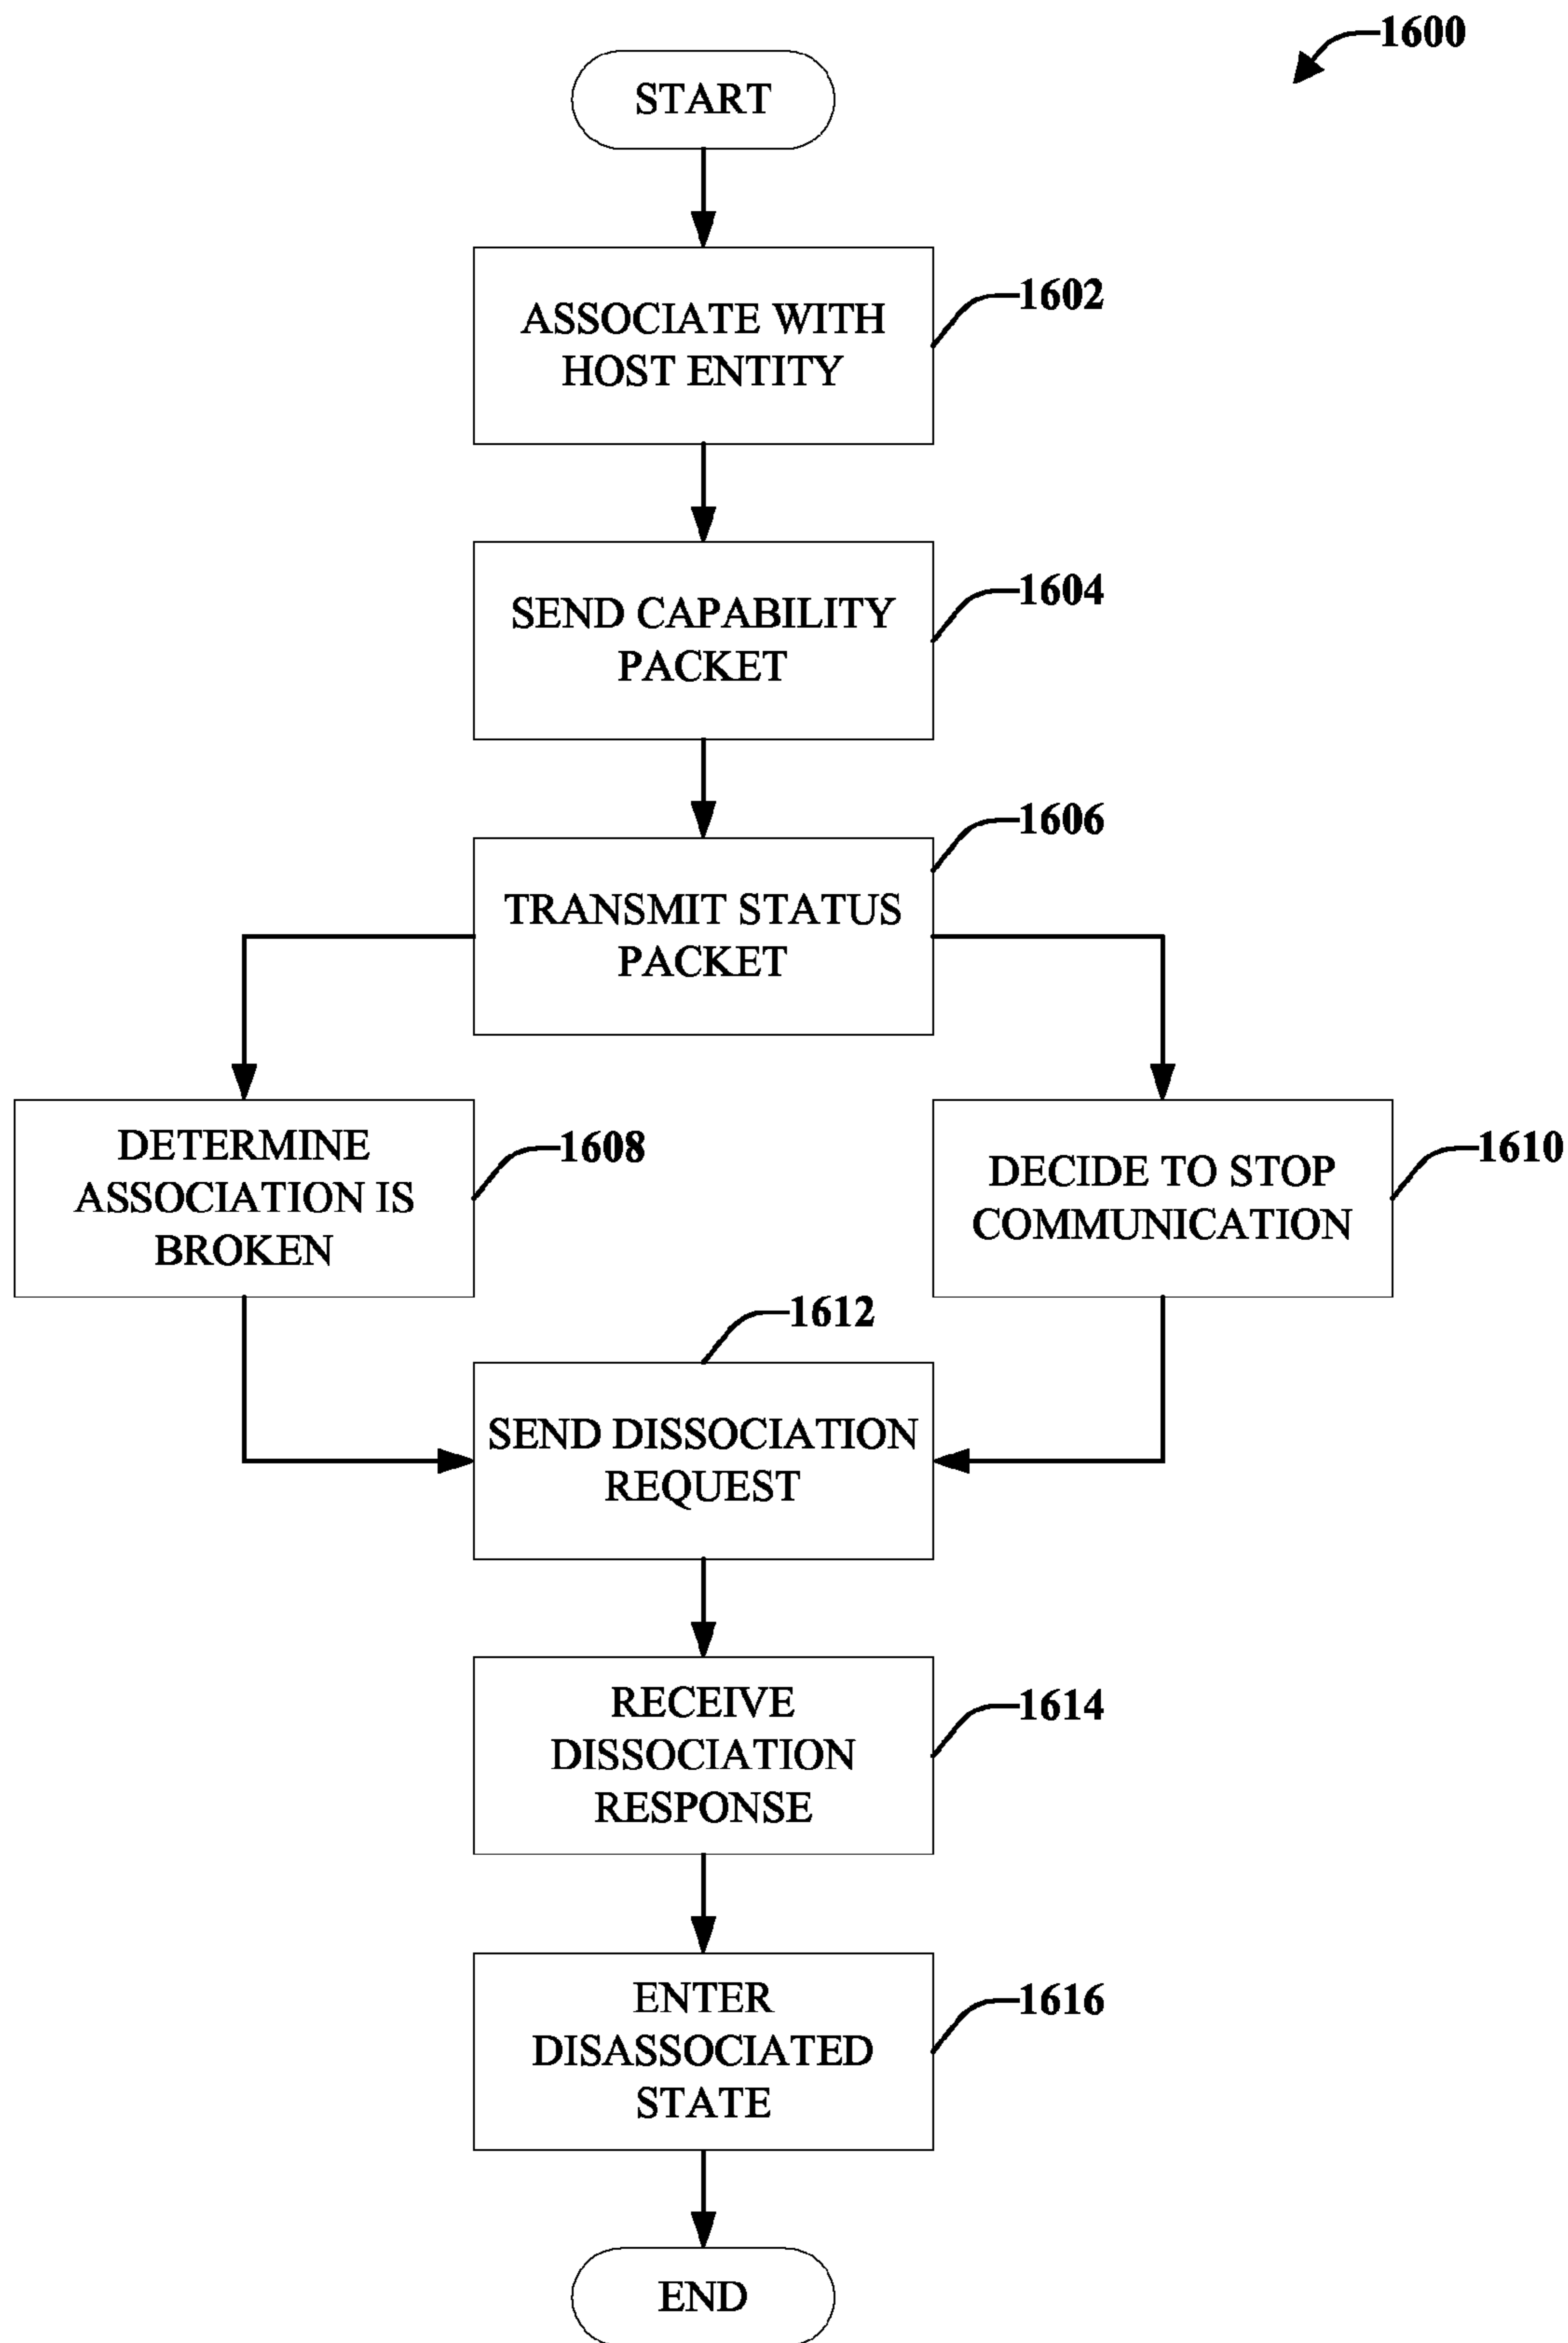 1600
START
ASSOCIATE WITH
HOST ENTITY
1602
SEND CAPABILITY
PACKET
1604
TRANSMIT STATUS
PACKET
1606
DETERMINE
ASSOCIATION IS
BROKEN
1608
DECIDE TO STOP
COMMUNICATION
1610
SEND DISSOCIATION
REQUEST
1612
RECEIVE
DISSOCIATION
RESPONSE
1614
ENTER
DISASSOCIATED
STATE
1616
END